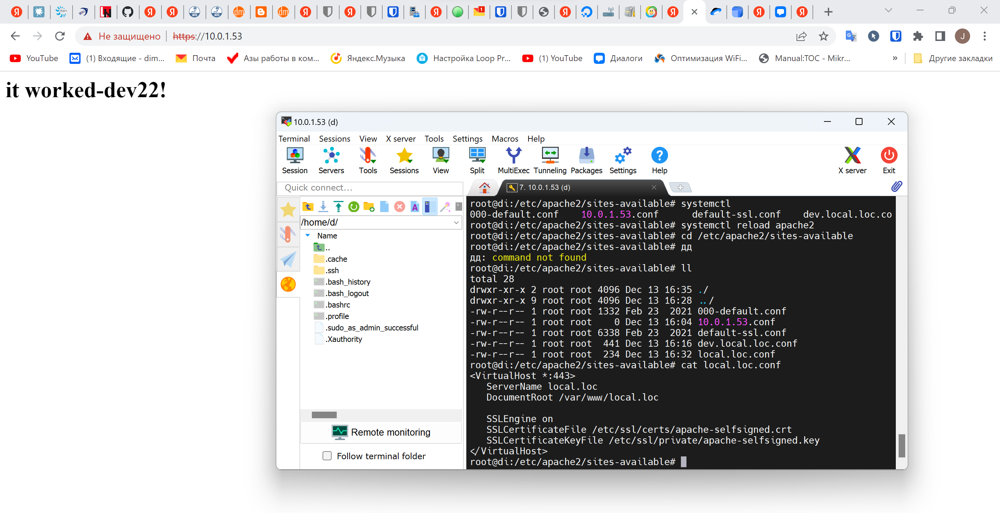 Не защищено https://10.0.1.53
YouTube (1) Входящие - dim... Почта Азы работы в ком... Яндекс.Музыка Настройка Loop Pr... (1) YouTube Диалоги Оптимизация WiFi... Manual:TOC - Mikr... » Другие закладки
it worked-dev22!
10.0.1.53 (d)
Terminal Sessions View X server Tools Settings Macros Help
Session Servers Tools Sessions View Split MultiExec Tunneling Packages Settings Help X server Exit
Quick connect...
7. 10.0.1.53 (d)
/home/d/
Name
..
.cache
.ssh
.bash_history
.bash_logout
.bashrc
.profile
.sudo_as_admin_successful
.Xauthority
Remote monitoring
Follow terminal folder
root@di:/etc/apache2/sites-available# systemctl
000-default.conf    10.0.1.53.conf      default-ssl.conf    dev.local.loc.co
root@di:/etc/apache2/sites-available# systemctl reload apache2
root@di:/etc/apache2/sites-available# cd /etc/apache2/sites-available
root@di:/etc/apache2/sites-available# дд
дд: command not found
root@di:/etc/apache2/sites-available# ll
total 28
drwxr-xr-x 2 root root 4096 Dec 13 16:35 ./
drwxr-xr-x 9 root root 4096 Dec 13 16:28 ../
-rw-r--r-- 1 root root 1332 Feb 23  2021 000-default.conf
-rw-r--r-- 1 root root    0 Dec 13 16:04 10.0.1.53.conf
-rw-r--r-- 1 root root 6338 Feb 23  2021 default-ssl.conf
-rw-r--r-- 1 root root  441 Dec 13 16:16 dev.local.loc.conf
-rw-r--r-- 1 root root  234 Dec 13 16:32 local.loc.conf
root@di:/etc/apache2/sites-available# cat local.loc.conf
<VirtualHost *:443>
   ServerName local.loc
   DocumentRoot /var/www/local.loc
   SSLEngine on
   SSLCertificateFile /etc/ssl/certs/apache-selfsigned.crt
   SSLCertificateKeyFile /etc/ssl/private/apache-selfsigned.key
</VirtualHost>
root@di:/etc/apache2/sites-available#